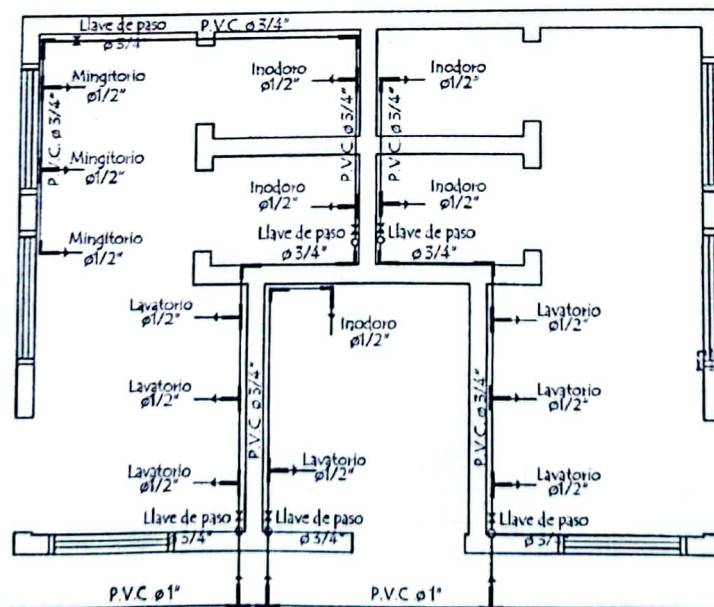 Llave de paso P.V.C. ø 3/4"
ø 3/4"
Mingitorio
ø1/2"
Inodoro
ø1/2"
Inodoro
ø1/2"
P.V.C. ø 3/4"
P.V.C. ø 3/4"
P.V.C. ø 3/4"
Mingitorio
ø1/2"
Inodoro
ø1/2"
Inodoro
ø1/2"
Mingitorio
ø1/2"
Llave de paso
ø 3/4"
Llave de paso
ø 3/4"
Lavatorio
ø1/2"
Inodoro
ø1/2"
Lavatorio
ø1/2"
Lavatorio
ø1/2"
P.V.C. ø 3/4"
P.V.C. ø 3/4"
Lavatorio
ø1/2"
Lavatorio
ø1/2"
Lavatorio
ø1/2"
Lavatorio
ø1/2"
Llave de paso
ø 3/4"
Llave de paso
ø 3/4"
Llave de paso
ø 3/4"
P.V.C. ø1"
P.V.C. ø1"